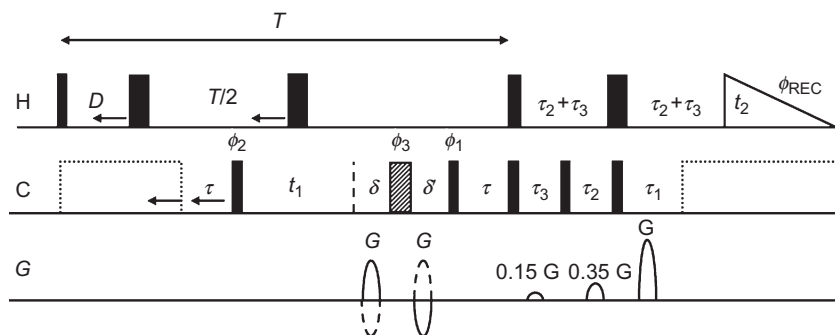 T
H D T/2 τ2+τ3 τ2+τ3 t2 ϕREC
ϕ2 ϕ3 ϕ1
C τ t1 δ δ' τ τ3 τ2 τ1
G G G 0.15 G 0.35 G G